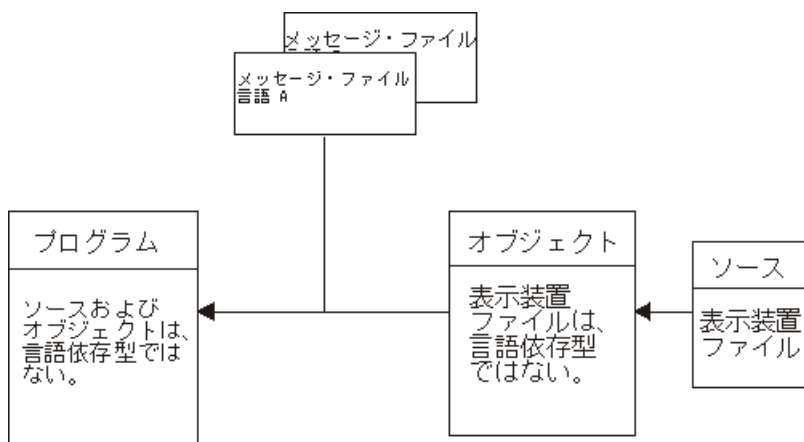 メッセージ・ファイル
メッセージ・ファイル
言語 A
プログラム
ソースおよび
オブジェクトは、
言語依存型では
ない。
オブジェクト
表示装置
ファイルは、
言語依存型
ではない。
ソース
表示装置
ファイル